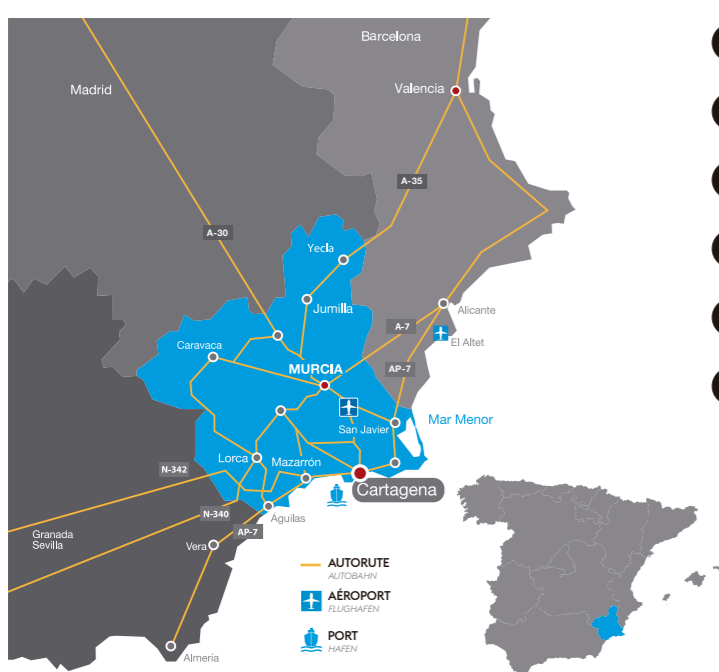 Barcelona
Madrid
Valencia
A-35
A-30
Yecla
Jumilla
Alicante
A-7
El Altet
Caravaca
MURCIA
AP-7
Mar Menor
San Javier
Lorca
Mazarrón
N-342
Cartagena
N-340
Águilas
AP-7
Granada
Sevilla
Vera
Almería
AUTORUTE
AUTOBAHN
AÉROPORT
FLUGHAFEN
PORT
HAFEN